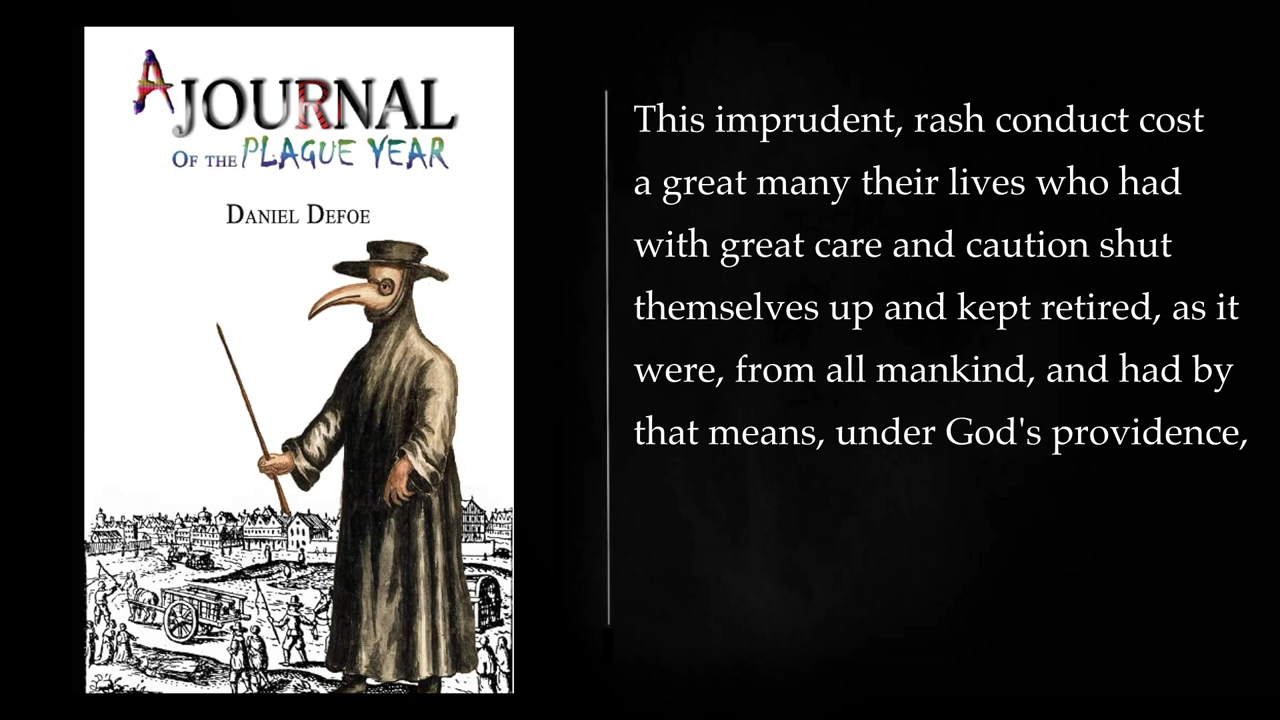 A JOURNAL
OF THE PLAGUE YEAR
DANIEL DEFOE
This imprudent, rash conduct cost
a great many their lives who had
with great care and caution shut
themselves up and kept retired, as it
were, from all mankind, and had by
that means, under God's providence,